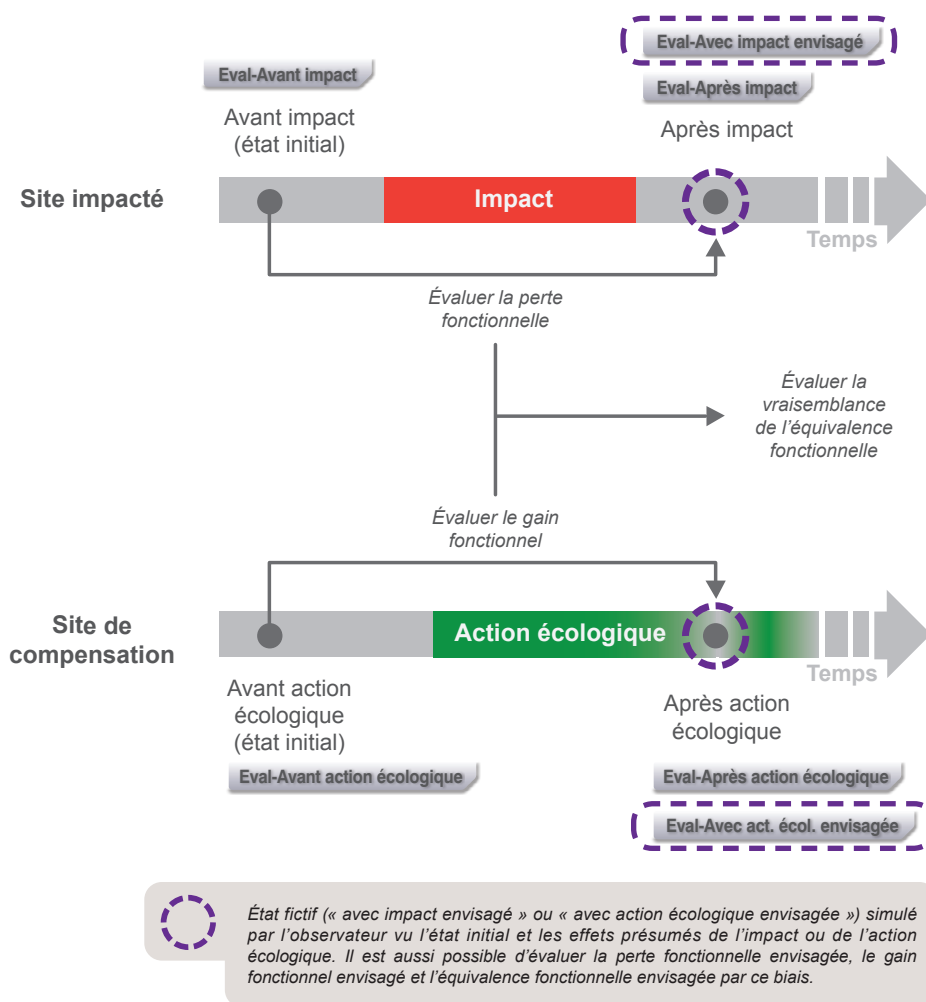 Eval-Avec impact envisagé
Eval-Avant impact
Eval-Après impact
Avant impact
(état initial)
Après impact
Site impacté
Impact
Temps
Évaluer la perte
fonctionnelle
Évaluer la
vraisemblance
de l’équivalence
fonctionnelle
Évaluer le gain
fonctionnel
Site de
compensation
Action écologique
Temps
Avant action
écologique
(état initial)
Après action
écologique
Eval-Avant action écologique
Eval-Après action écologique
Eval-Avec act. écol. envisagée
État fictif (« avec impact envisagé » ou « avec action écologique envisagée ») simulé
par l’observateur vu l’état initial et les effets présumés de l’impact ou de l’action
écologique. Il est aussi possible d’évaluer la perte fonctionnelle envisagée, le gain
fonctionnel envisagé et l’équivalence fonctionnelle envisagée par ce biais.